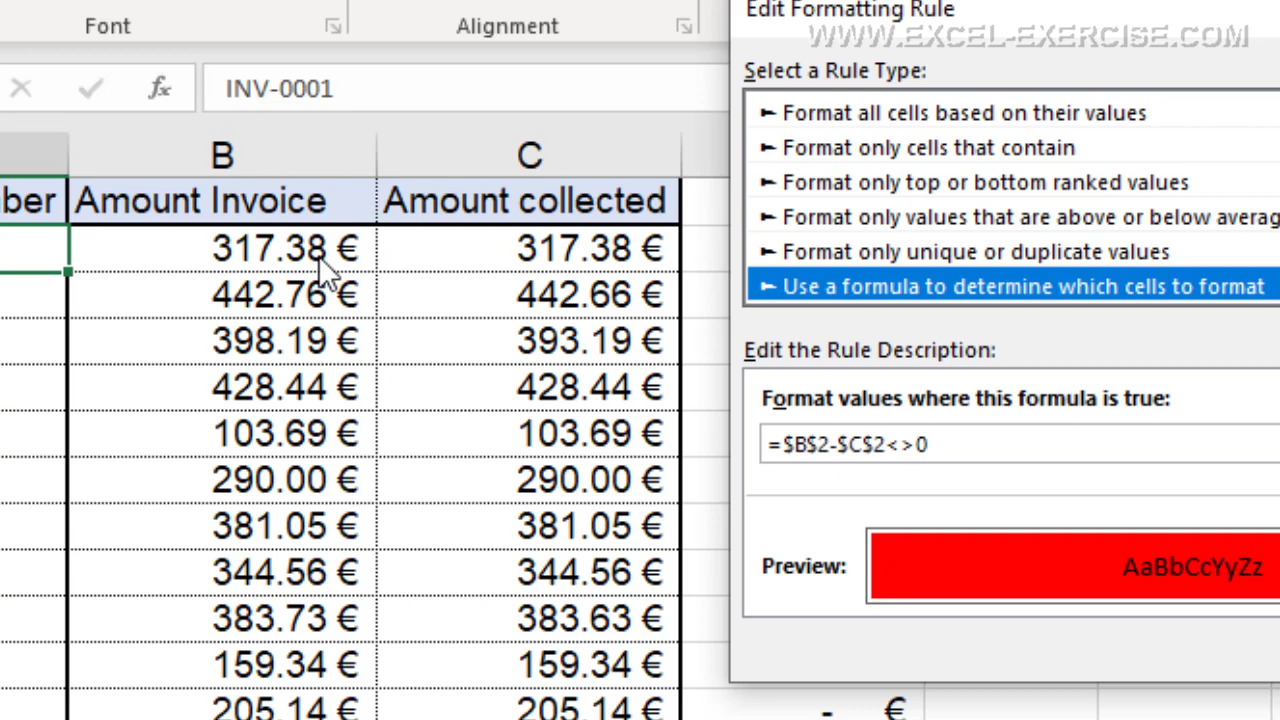 Font
Alignment
Edit Formatting Rule
WWW.EXCEL-EXERCISE.COM
INV-0001
fx
Select a Rule Type:
► Format all cells based on their values
► Format only cells that contain
► Format only top or bottom ranked values
► Format only values that are above or below averag
► Format only unique or duplicate values
► Use a formula to determine which cells to format
Edit the Rule Description:
Format values where this formula is true:
=$B$2-$C$2<>0
Preview:
AaBbCcYyZz
B C
ber Amount Invoice Amount collected
317.38 € 317.38 €
442.76 € 442.66 €
398.19 € 393.19 €
428.44 € 428.44 €
103.69 € 103.69 €
290.00 € 290.00 €
381.05 € 381.05 €
344.56 € 344.56 €
383.73 € 383.63 €
159.34 € 159.34 €
205.14 € 205.14 € - €